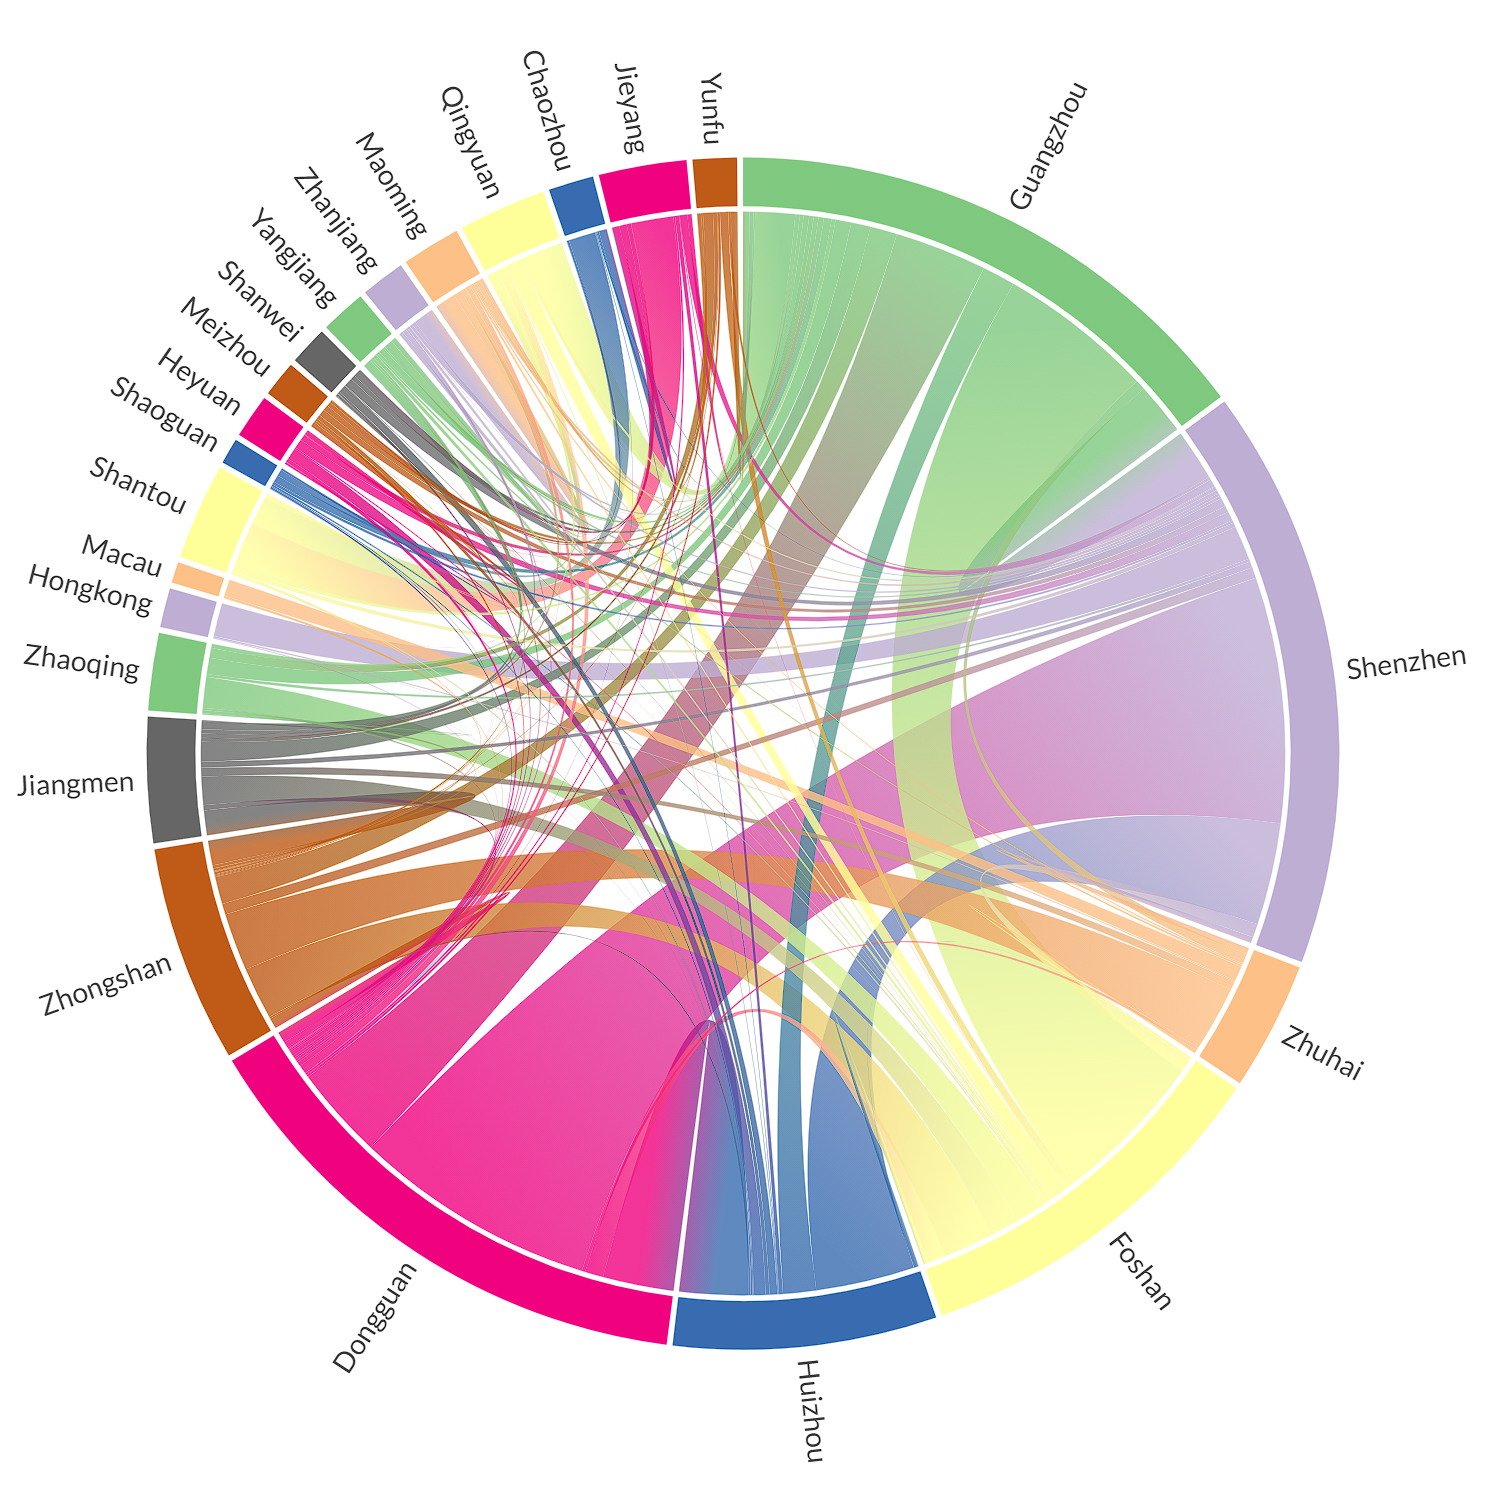 Guangzhou
Shenzhen
Zhuhai
Foshan
Huizhou
Dongguan
Zhongshan
Jiangmen
Zhaoqing
Hongkong
Macau
Shantou
Shaoguan
Heyuan
Meizhou
Shanwei
Yangjiang
Zhanjiang
Maoming
Qingyuan
Chaozhou
Jieyang
Yunfu